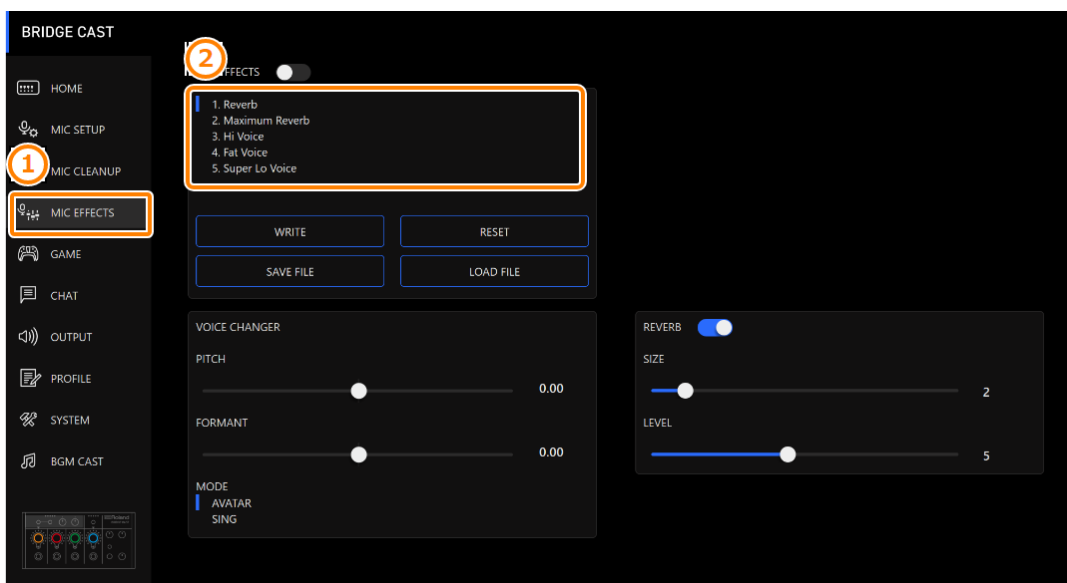 BRIDGE CAST
2
FFECTS
HOME
1. Reverb
2. Maximum Reverb
3. Hi Voice
4. Fat Voice
5. Super Lo Voice
MIC SETUP
1
MIC CLEANUP
MIC EFFECTS
GAME
CHAT
OUTPUT
PROFILE
SYSTEM
BGM CAST
WRITE
RESET
SAVE FILE
LOAD FILE
VOICE CHANGER
PITCH
0.00
FORMANT
0.00
MODE
AVATAR
SING
REVERB
SIZE
2
LEVEL
5
Roland